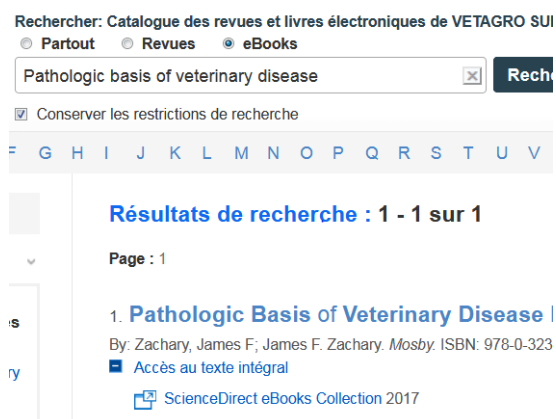 Rechercher: Catalogue des revues et livres électroniques de VETAGRO SU
Partout Revues eBooks
Pathologic basis of veterinary disease
Reche
Conserver les restrictions de recherche
F G H I J K L M N O P Q R S T U V
Résultats de recherche : 1 - 1 sur 1
Page : 1
s
1. Pathologic Basis of Veterinary Disease
By: Zachary, James F; James F. Zachary. Mosby. ISBN: 978-0-323
ry
Accès au texte intégral
ScienceDirect eBooks Collection 2017